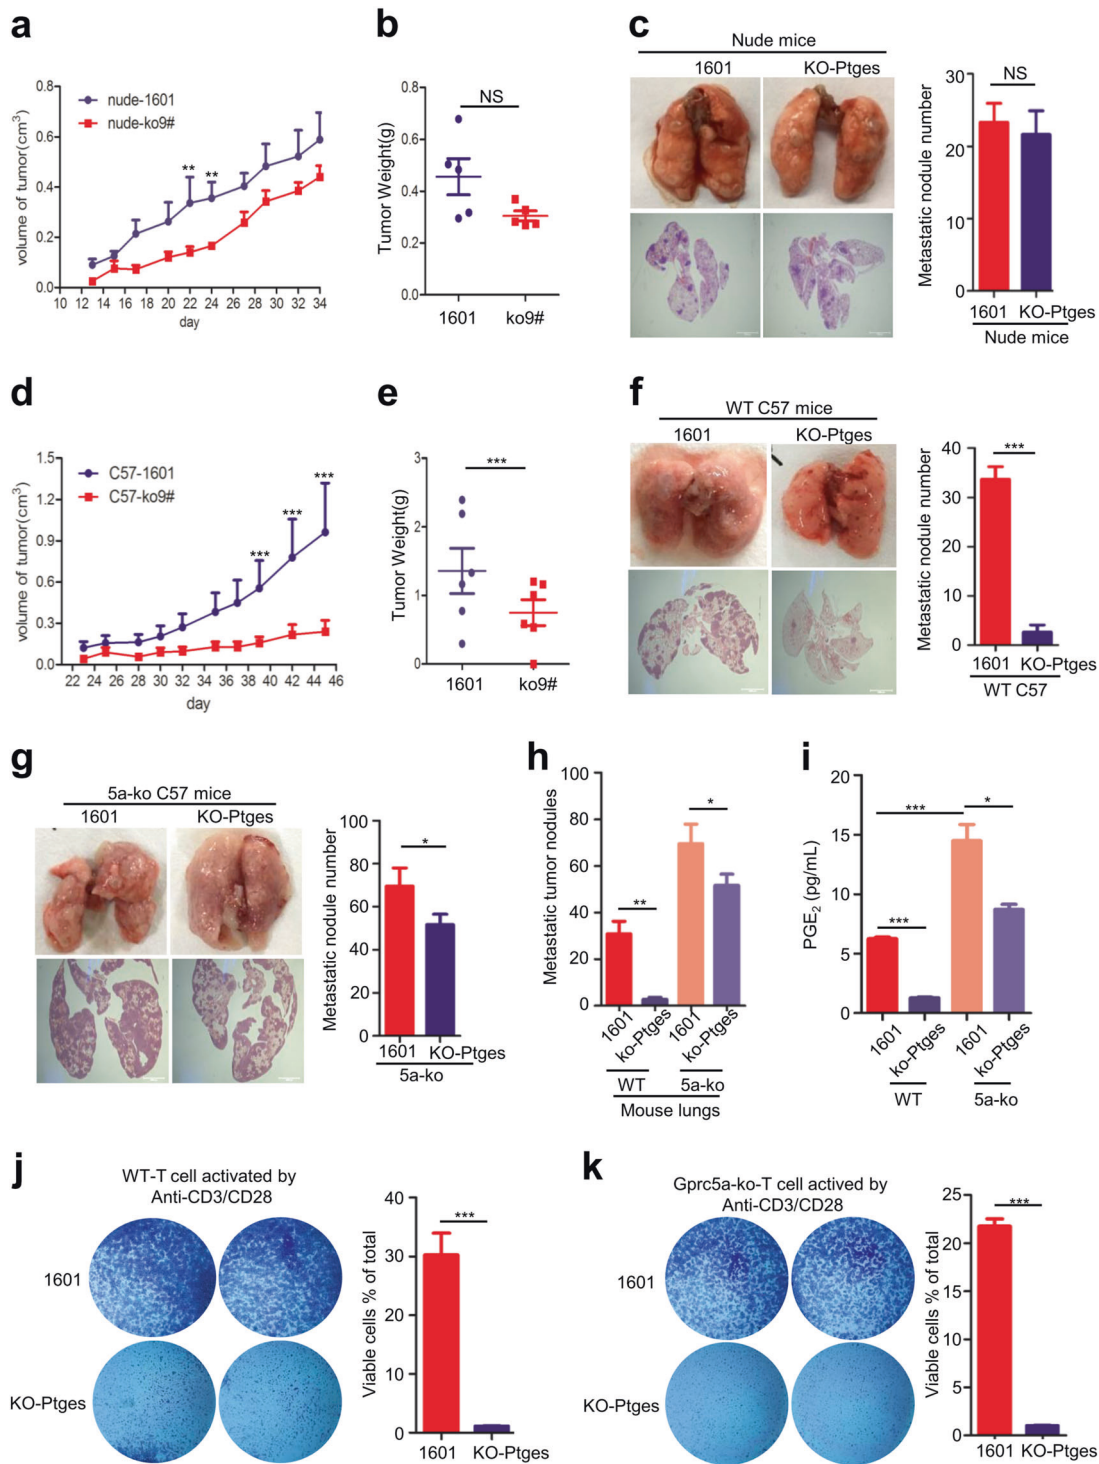 a
nude-1601
nude-ko9#
volume of tumor(cm³)
0.8
0.6
0.4
0.2
0.0
** **
10 12 14 16 18 20 22 24 26 28 30 32 34
day
b
Tumor Weight(g)
0.8
0.6
0.4
0.2
0.0
NS
1601 ko9#
c
Nude mice
1601 KO-Ptges
Metastatic nodule number
30
20
10
0
NS
1601 KO-Ptges
Nude mice
d
C57-1601
C57-ko9#
volume of tumor(cm³)
1.5
1.2
0.9
0.6
0.3
0.0
*** *** ***
22 24 26 28 30 32 34 36 38 40 42 44 46
day
e
Tumor Weight(g)
3
2
1
0
***
1601 ko9#
f
WT C57 mice
1601 KO-Ptges
Metastatic nodule number
40
30
20
10
0
***
1601 KO-Ptges
WT C57
g
5a-ko C57 mice
1601 KO-Ptges
Metastatic nodule number
100
80
60
40
20
0
*
1601 KO-Ptges
5a-ko
h
Metastatic tumor nodules
100
80
60
40
20
0
**
*
1601 ko-Ptges 1601 ko-Ptges
WT 5a-ko
Mouse lungs
i
PGE₂ (pg/mL)
20
15
10
5
0
***
***
*
1601 ko-Ptges 1601 ko-Ptges
WT 5a-ko
j
WT-T cell activated by
Anti-CD3/CD28
1601
KO-Ptges
Viable cells % of total
40
30
20
10
0
***
1601 KO-Ptges
k
Gprc5a-ko-T cell actived by
Anti-CD3/CD28
1601
KO-Ptges
Viable cells % of total
25
20
15
10
5
0
***
1601 KO-Ptges